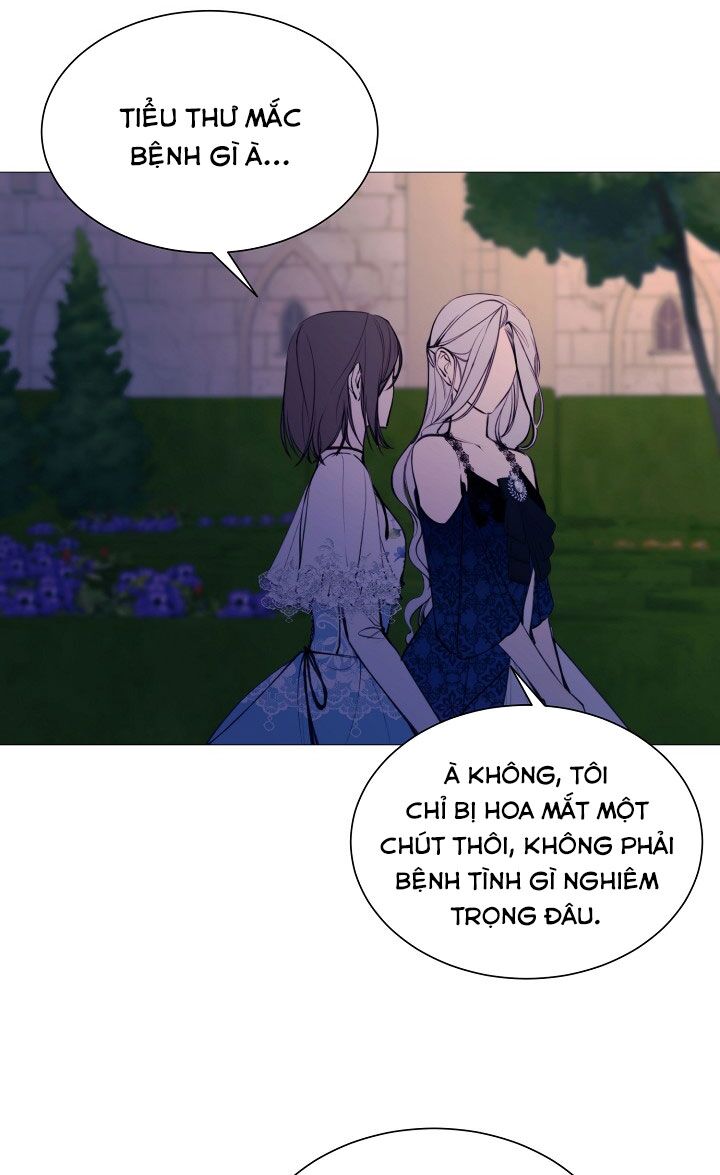 TIỂU THƯ MẮC
BỆNH GÌ À...
À KHÔNG, TÔI
CHỈ BỊ HOA MẮT MỘT
CHÚT THÔI, KHÔNG PHẢI
BỆNH TÌNH GÌ NGHIÊM
TRỌNG ĐÂU.